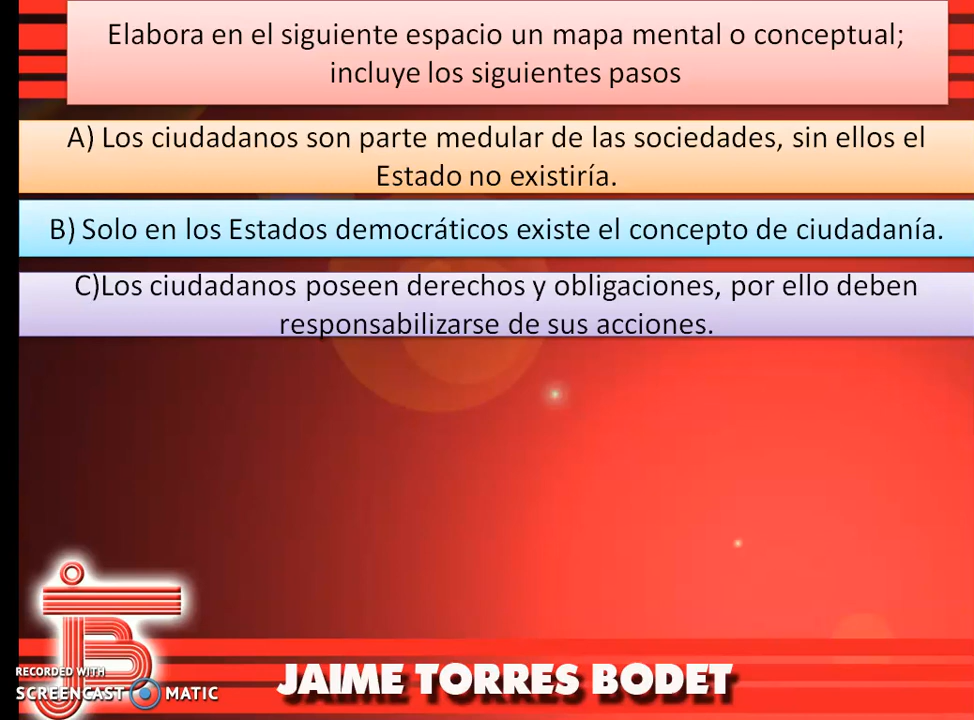 Elabora en el siguiente espacio un mapa mental o conceptual;
incluye los siguientes pasos
A) Los ciudadanos son parte medular de las sociedades, sin ellos el
Estado no existiría.
B) Solo en los Estados democráticos existe el concepto de ciudadanía.
C)Los ciudadanos poseen derechos y obligaciones, por ello deben
responsabilizarse de sus acciones.
RECORDED WITH
SCREENCAST MATIC
JAIME TORRES BODET